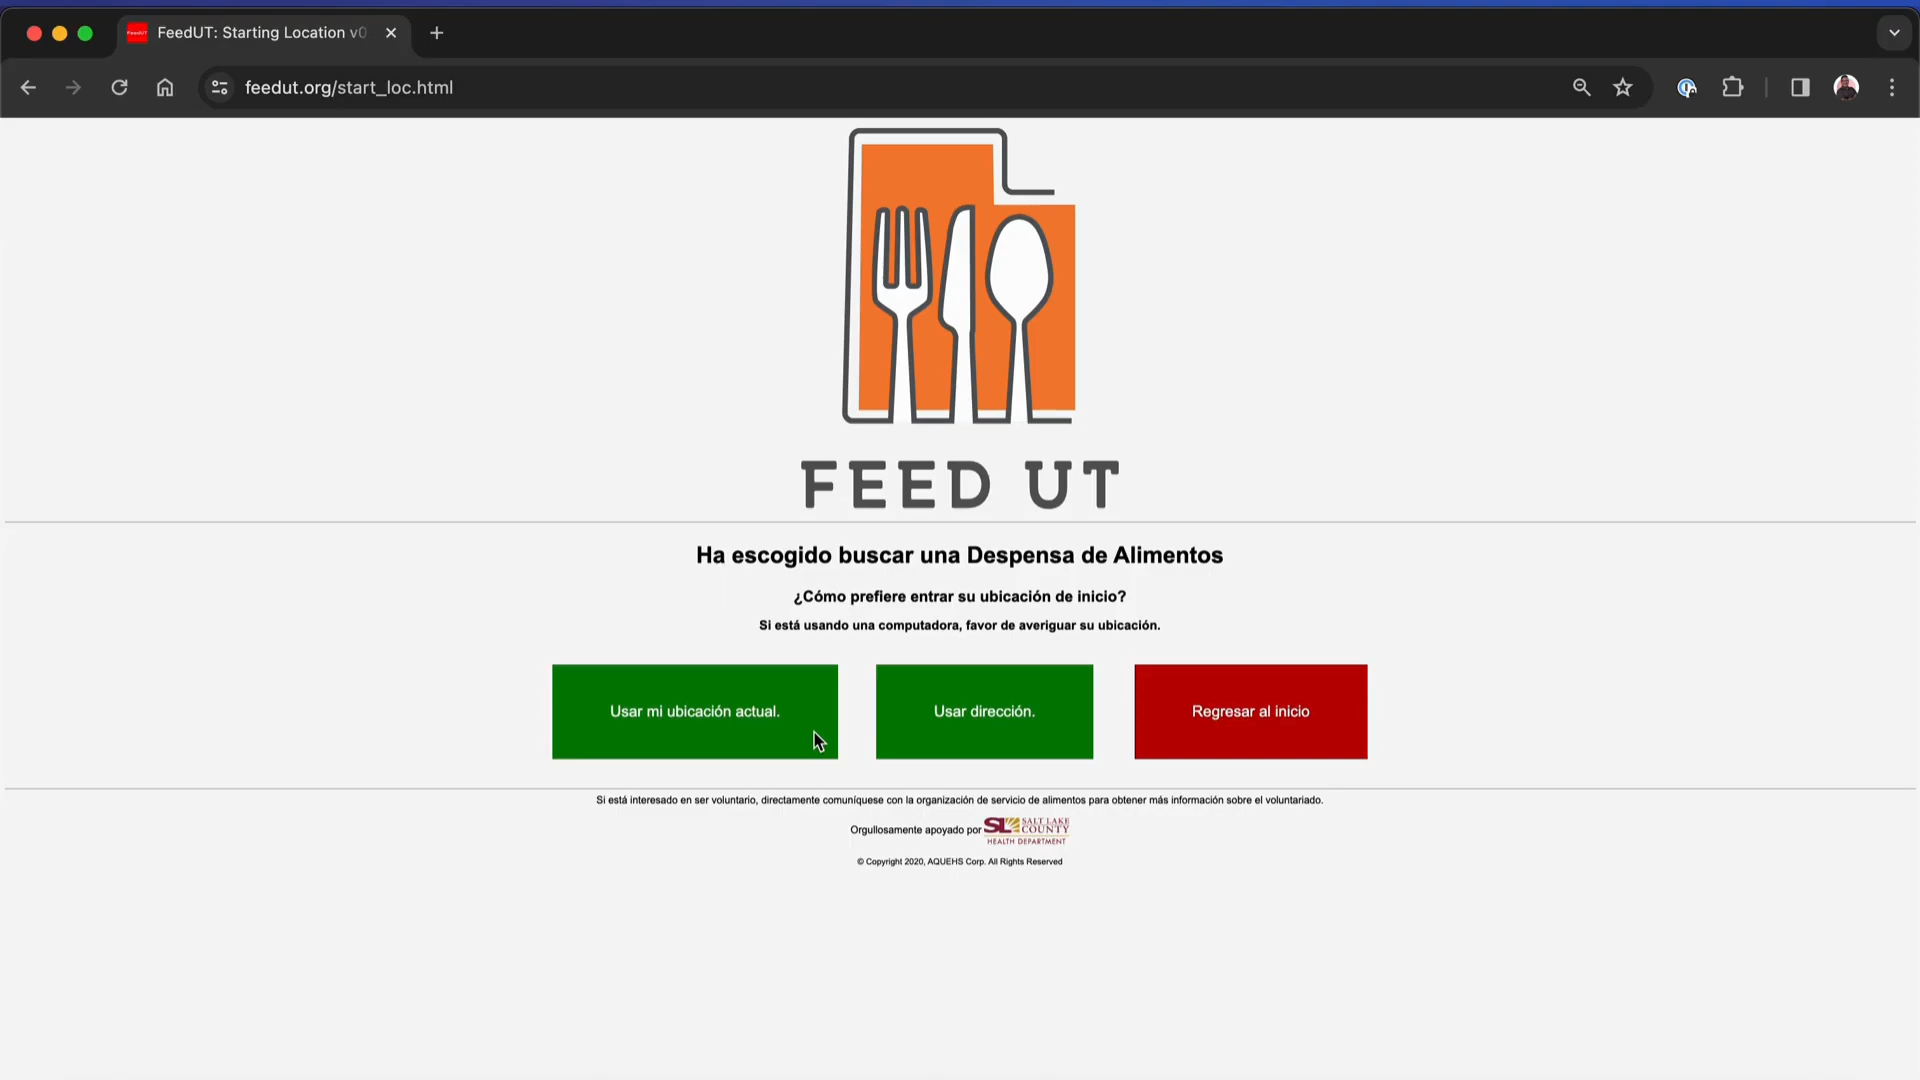 FeedUT: Starting Location v0
feedut.org/start_loc.html
FEED UT
Ha escogido buscar una Despensa de Alimentos
¿Cómo prefiere entrar su ubicación de inicio?
Si está usando una computadora, favor de averiguar su ubicación.
Usar mi ubicación actual.
Usar dirección.
Regresar al inicio
Si está interesado en ser voluntario, directamente comuníquese con la organización de servicio de alimentos para obtener más información sobre el voluntariado.
Orgullosamente apoyado por
SL SALT LAKE
COUNTY
HEALTH DEPARTMENT
© Copyright 2020, AQUEHS Corp. All Rights Reserved